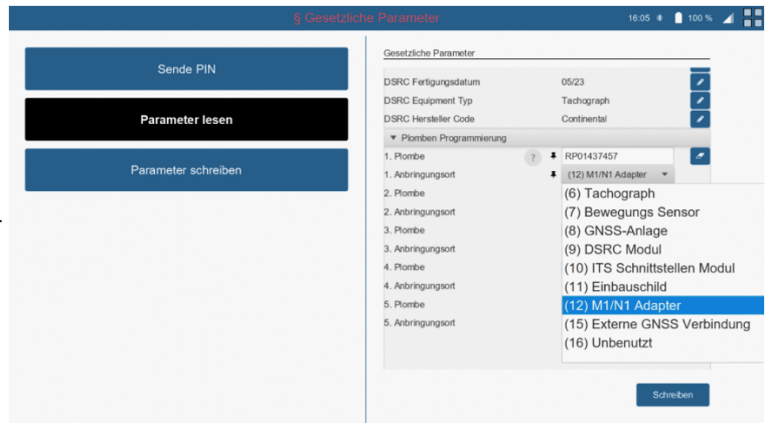 § Gesetzliche Parameter
16:05
100 %
Sende PIN
Parameter lesen
Parameter schreiben
Gesetzliche Parameter
DSRC Fertigungsdatum 05/23
DSRC Equipment Typ Tachograph
DSRC Hersteller Code Continental
Plomben Programmierung
1. Plombe ? RP01437457
1. Anbringungsort (12) M1/N1 Adapter
2. Plombe
2. Anbringungsort
3. Plombe
3. Anbringungsort
4. Plombe
4. Anbringungsort
5. Plombe
5. Anbringungsort
(6) Tachograph
(7) Bewegungs Sensor
(8) GNSS-Anlage
(9) DSRC Modul
(10) ITS Schnittstellen Modul
(11) Einbauschild
(12) M1/N1 Adapter
(15) Externe GNSS Verbindung
(16) Unbenutzt
Schreiben